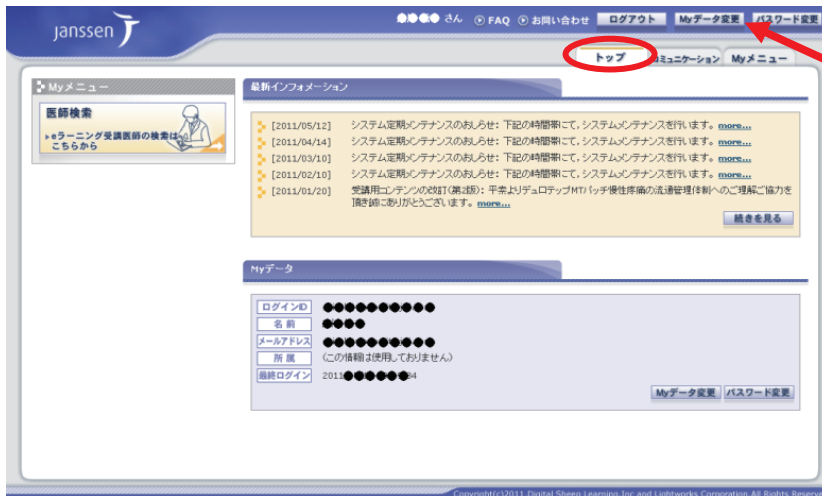 janssen
さん FAQ お問い合わせ ログアウト Myデータ変更 パスワード変更
トップ コミュニケーション Myメニュー
Myメニュー
医師検索
eラーニング受講医師の検索は
こちらから
最新インフォメーション
[2011/05/12] システム定期メンテナンスのおしらせ: 下記の時間帯にて,システムメンテナンスを行います。 more...
[2011/04/14] システム定期メンテナンスのおしらせ: 下記の時間帯にて,システムメンテナンスを行います。 more...
[2011/03/10] システム定期メンテナンスのおしらせ: 下記の時間帯にて,システムメンテナンスを行います。 more...
[2011/02/10] システム定期メンテナンスのおしらせ: 下記の時間帯にて,システムメンテナンスを行います。 more...
[2011/01/20] 受講用コンテンツの改訂(第2版): 平素よりデュロテップMTパッチ慢性疼痛の流通管理体制へのご理解ご協力を
頂き誠にありがとうございます。 more...
続きを見る
Myデータ
ログインID
名前
メールアドレス
所属 (この情報は使用しておりません)
最終ログイン 2011 34
Myデータ変更 パスワード変更
Copyright(c)2011 Digital Sheep Learning,Inc and Lightworks Corporation.All Rights Reserv